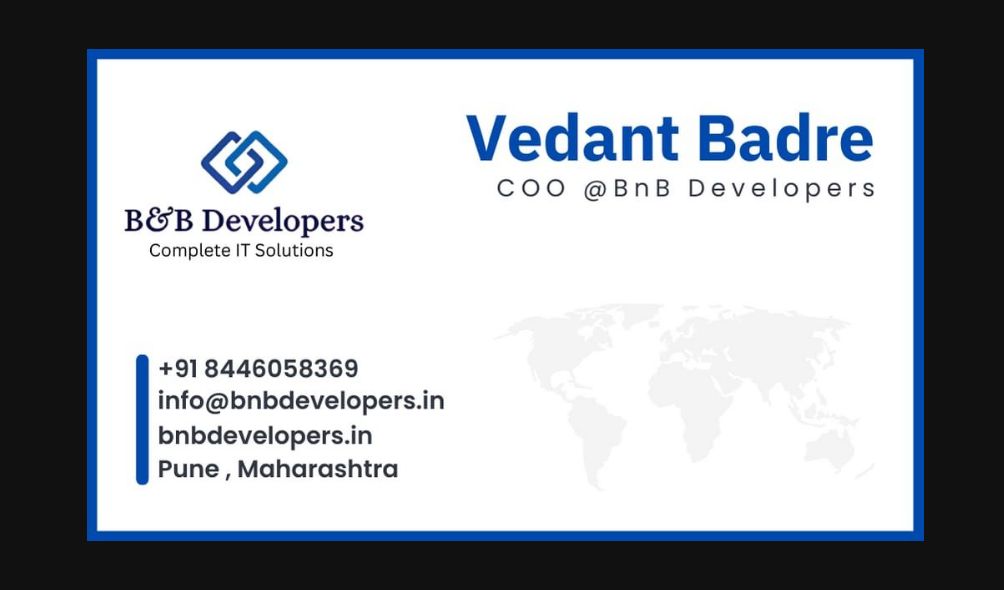 B&B Developers
Complete IT Solutions
Vedant Badre
COO @BnB Developers
+91 8446058369
info@bnbdevelopers.in
bnbdevelopers.in
Pune , Maharashtra